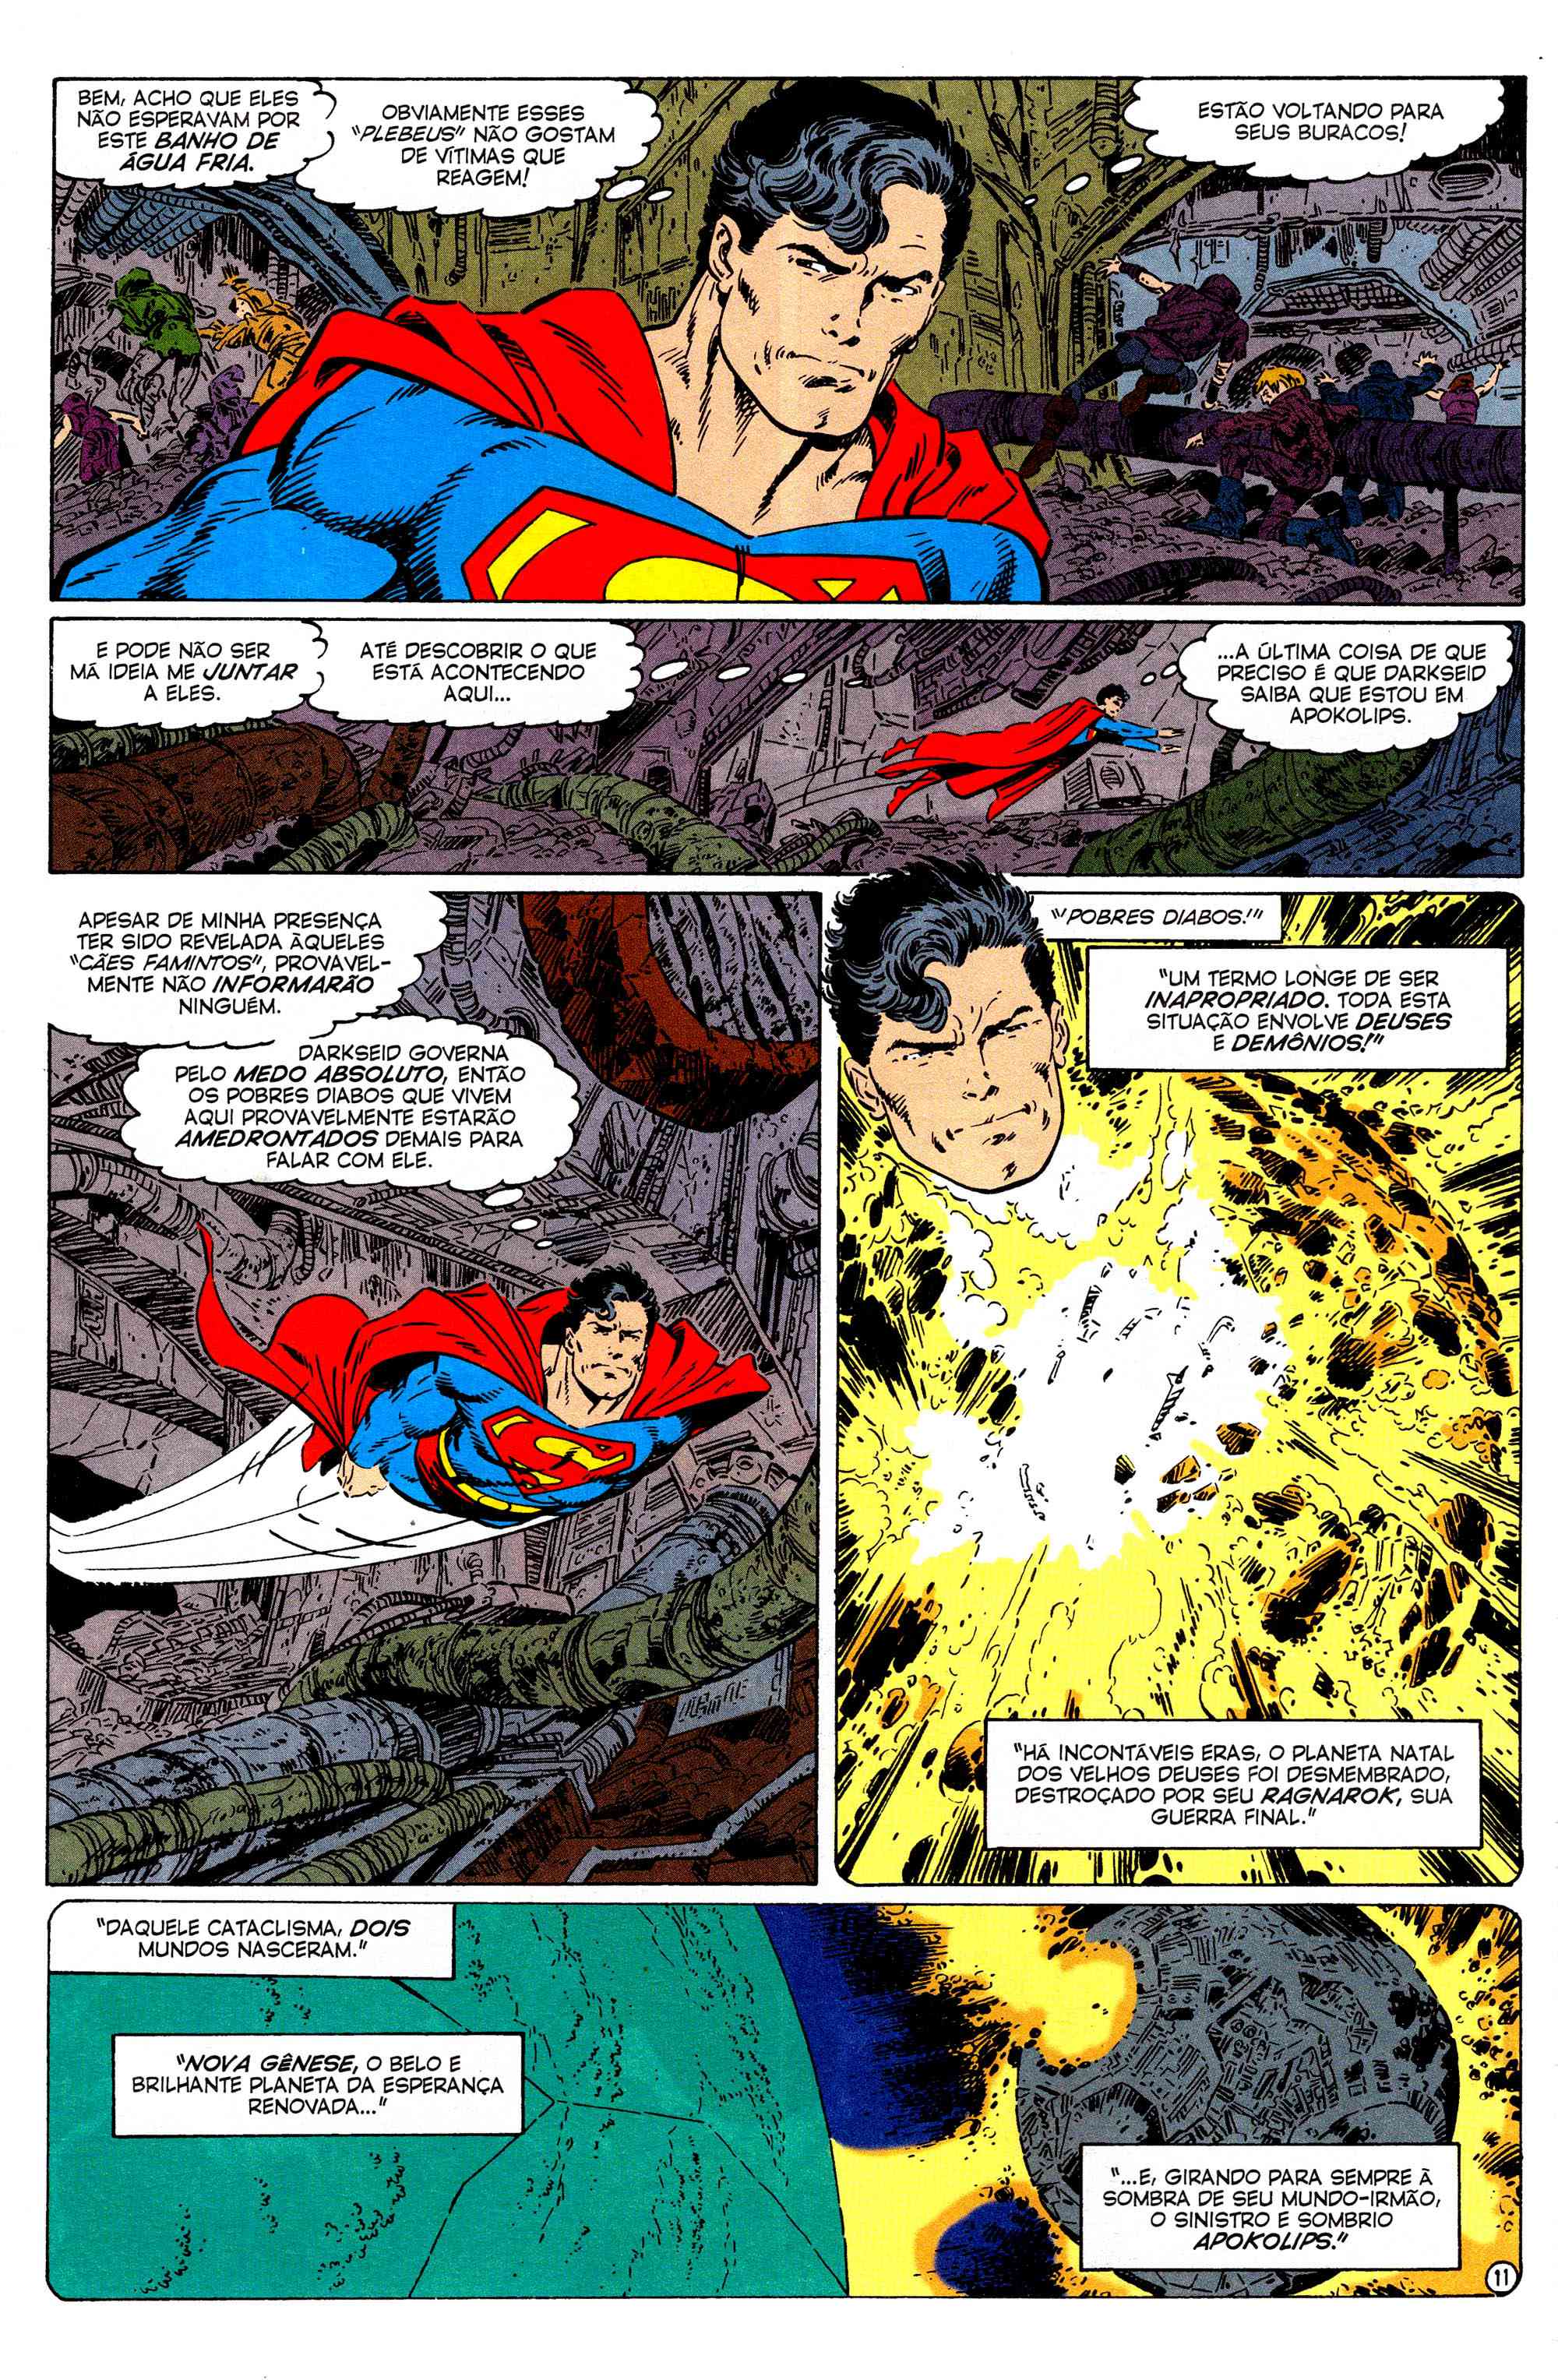 BEM, ACHO QUE ELES
NÃO ESPERAVAM POR
ESTE BANHO DE
ÁGUA FRIA.
OBVIAMENTE ESSES
"PLEBEUS" NÃO GOSTAM
DE VÍTIMAS QUE
REAGEM!
ESTÃO VOLTANDO PARA
SEUS BURACOS!
E PODE NÃO SER
MÁ IDEIA ME JUNTAR
A ELES.
ATÉ DESCOBRIR O QUE
ESTÁ ACONTECENDO
AQUI...
...A ÚLTIMA COISA DE QUE
PRECISO É QUE DARKSEID
SAIBA QUE ESTOU EM
APOKOLIPS.
APESAR DE MINHA PRESENÇA
TER SIDO REVELADA ÀQUELES
"CÃES FAMINTOS", PROVAVEL-
MENTE NÃO INFORMARÃO
NINGUÉM.
DARKSEID GOVERNA
PELO MEDO ABSOLUTO, ENTÃO
OS POBRES DIABOS QUE VIVEM
AQUI PROVAVELMENTE ESTARÃO
AMEDRONTADOS DEMAIS PARA
FALAR COM ELE.
"'POBRES DIABOS.'"
"UM TERMO LONGE DE SER
INAPROPRIADO. TODA ESTA
SITUAÇÃO ENVOLVE DEUSES
E DEMÔNIOS!"
"HÁ INCONTÁVEIS ERAS, O PLANETA NATAL
DOS VELHOS DEUSES FOI DESMEMBRADO,
DESTROÇADO POR SEU RAGNAROK, SUA
GUERRA FINAL."
"DAQUELE CATACLISMA, DOIS
MUNDOS NASCERAM."
"NOVA GÊNESE, O BELO E
BRILHANTE PLANETA DA ESPERANÇA
RENOVADA..."
"...E, GIRANDO PARA SEMPRE À
SOMBRA DE SEU MUNDO-IRMÃO,
O SINISTRO E SOMBRIO
APOKOLIPS."
11